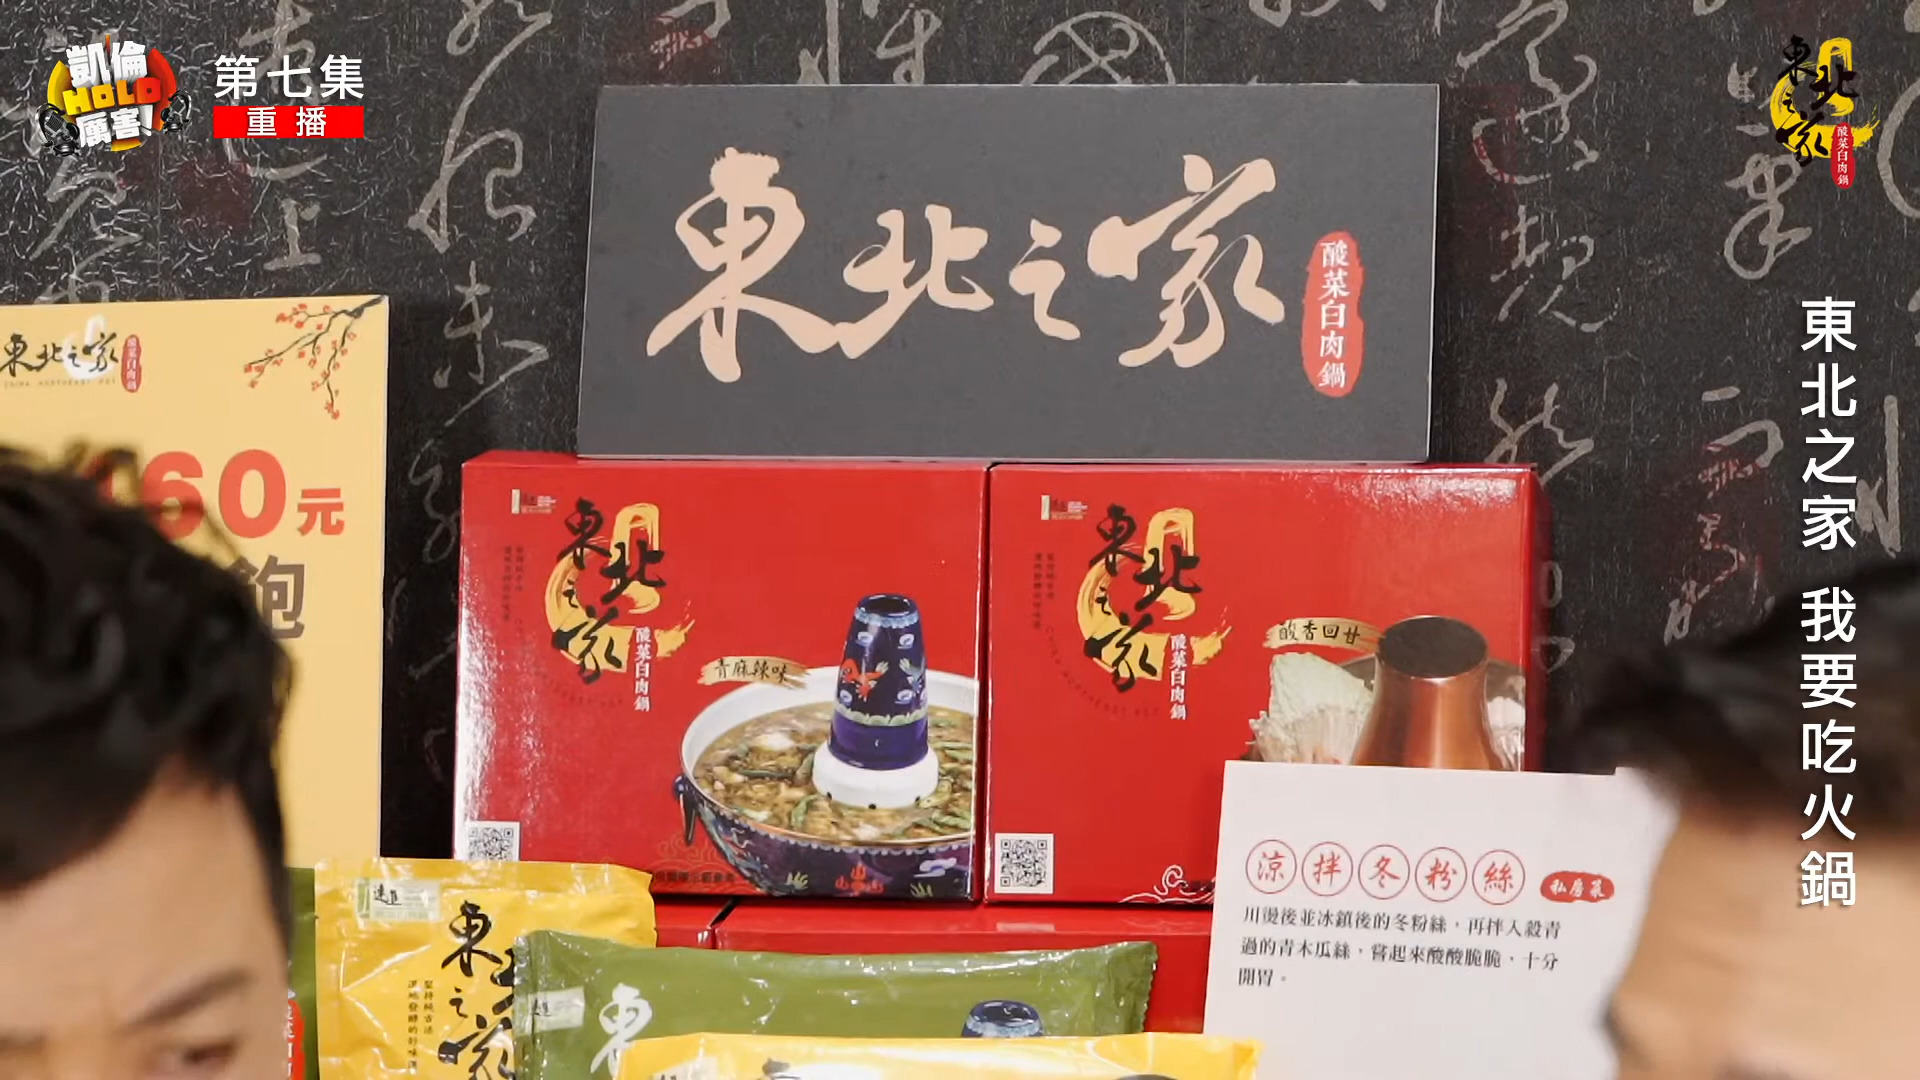 凱倫
HOLD
厲害!
第七集
重播
東北之家
酸菜白肉鍋
東北之家
酸菜白肉鍋
東北之家 我要吃火鍋
東北之家
酸菜白肉鍋
60元
飽
東北之家
酸菜白肉鍋
青麻辣味
東北之家
酸菜白肉鍋
酸香回甘
涼拌冬粉絲
私房菜
川燙後並冰鎮後的冬粉絲,再拌入殺青
過的青木瓜絲,嘗起來酸酸脆脆,十分
開胃。
東北之家
東